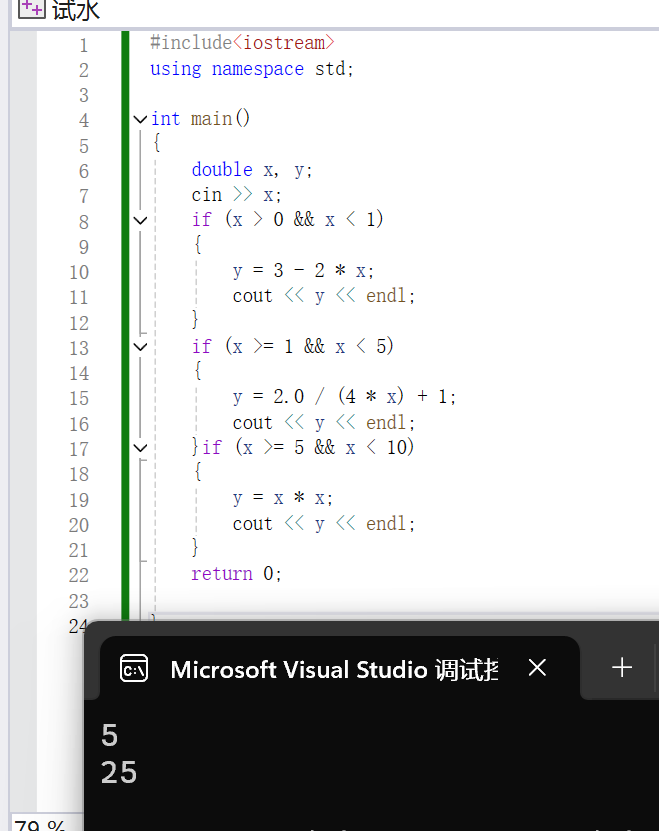 试水
1 #include<iostream>
2 using namespace std;
3
4 int main()
5 {
6 double x, y;
7 cin >> x;
8 if (x > 0 && x < 1)
9 {
10 y = 3 - 2 * x;
11 cout << y << endl;
12 }
13 if (x >= 1 && x < 5)
14 {
15 y = 2.0 / (4 * x) + 1;
16 cout << y << endl;
17 }if (x >= 5 && x < 10)
18 {
19 y = x * x;
20 cout << y << endl;
21 }
22 return 0;
23
24
Microsoft Visual Studio 调试控
5
25
79 %